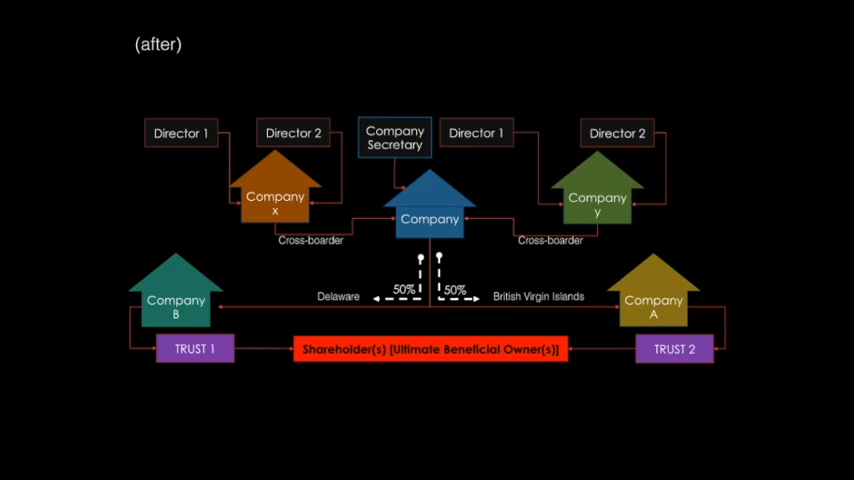 (after)
Director 1
Director 2
Company
Secretary
Director 1
Director 2
Company
x
Company
Company
y
Cross-boarder
Cross-boarder
Company
B
Delaware
50%
50%
British Virgin Islands
Company
A
TRUST 1
Shareholder(s) [Ultimate Beneficial Owner(s)]
TRUST 2